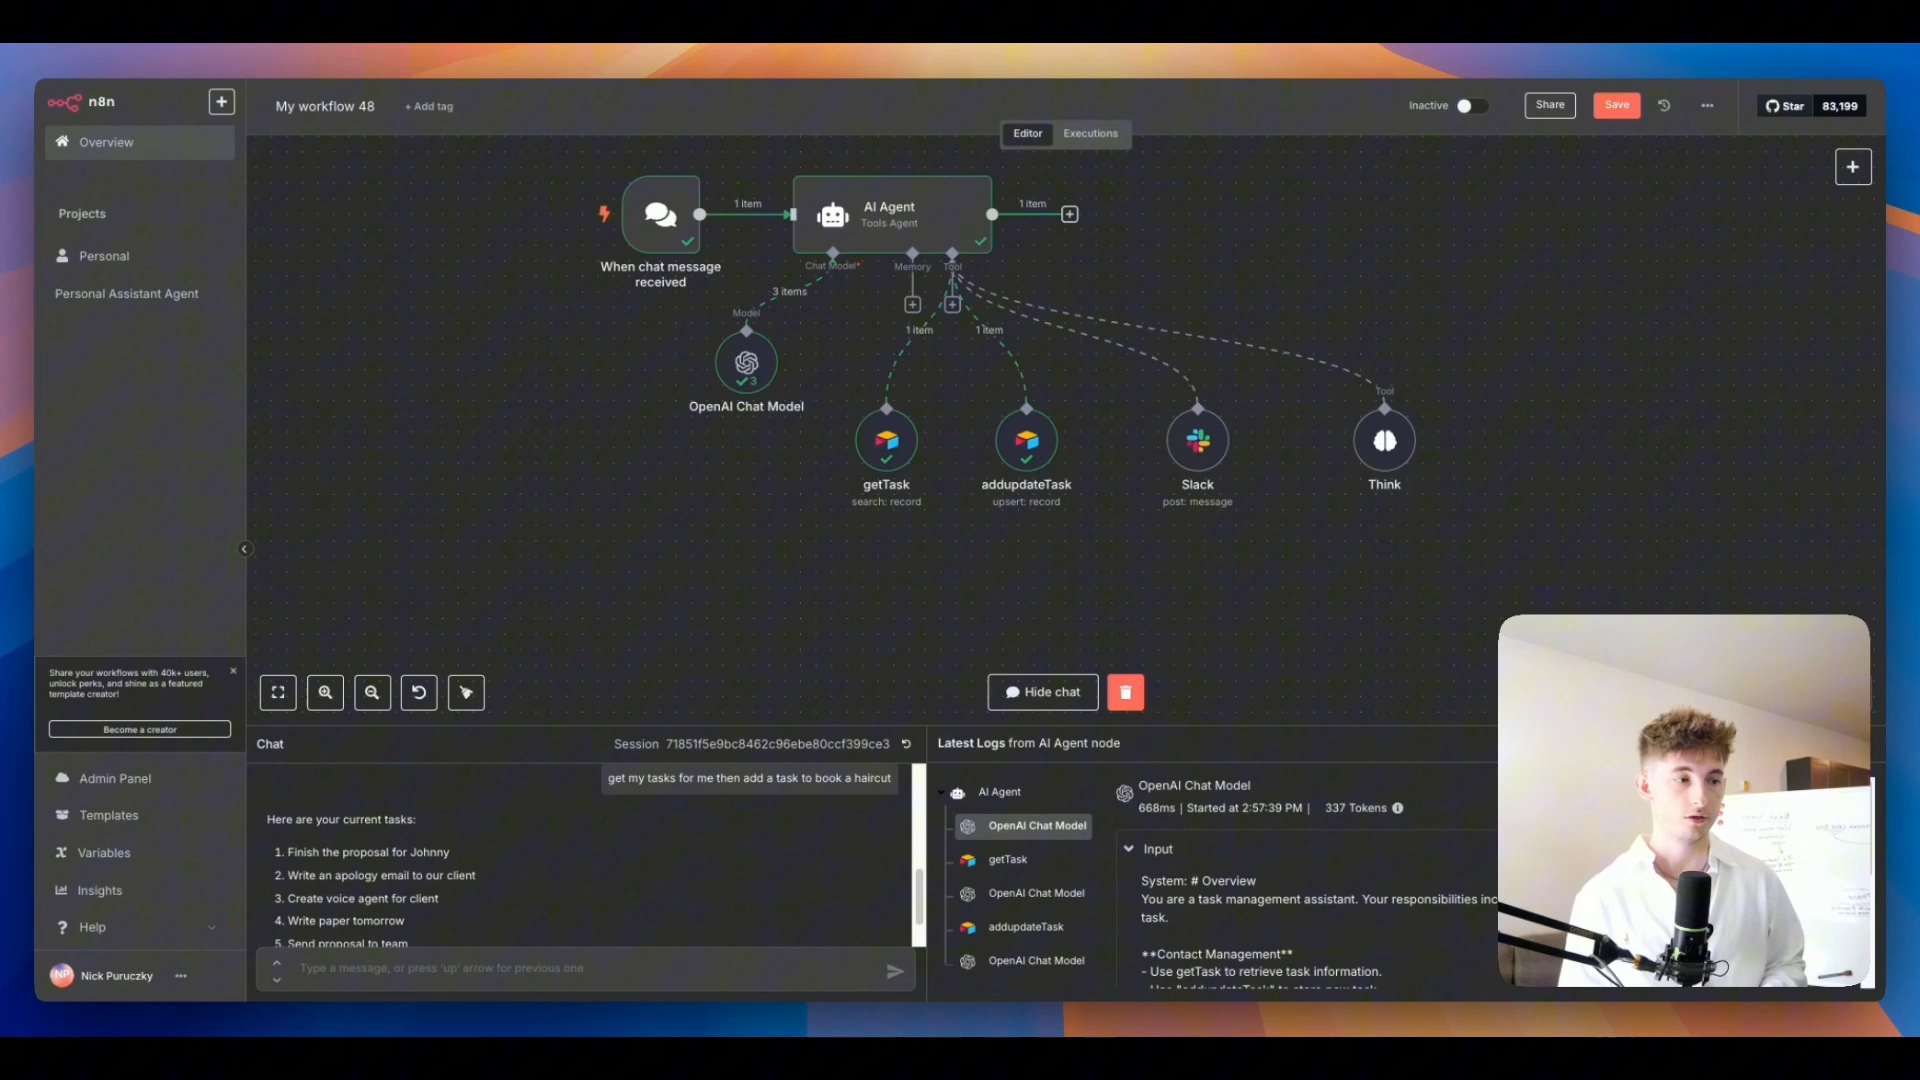 n8n
My workflow 48
+ Add tag
Inactive
Share
Save
Star
83,199
Editor
Executions
Overview
Projects
Personal
Personal Assistant Agent
1 item
AI Agent
Tools Agent
1 item
When chat message
received
Chat Model*
Memory
Tool
3 items
Model
1 item
1 item
3
OpenAI Chat Model
Tool
getTask
search: record
addupdateTask
upsert: record
Slack
post: message
Think
Share your workflows with 40k+ users,
unlock perks, and shine as a featured
template creator!
Become a creator
Admin Panel
Templates
Variables
Insights
Help
NP
Nick Puruczky
Hide chat
Chat
Session 71851f5e9bc8462c96ebe80ccf399ce3
get my tasks for me then add a task to book a haircut
Here are your current tasks:
1. Finish the proposal for Johnny
2. Write an apology email to our client
3. Create voice agent for client
4. Write paper tomorrow
5. Send proposal to team
Type a message, or press 'up' arrow for previous one
Latest Logs from AI Agent node
AI Agent
OpenAI Chat Model
getTask
OpenAI Chat Model
addupdateTask
OpenAI Chat Model
OpenAI Chat Model
668ms | Started at 2:57:39 PM | 337 Tokens
Input
System: # Overview
You are a task management assistant. Your responsibilities inc
task.
**Contact Management**
- Use getTask to retrieve task information.
- Use "addupdateTask" to store new task